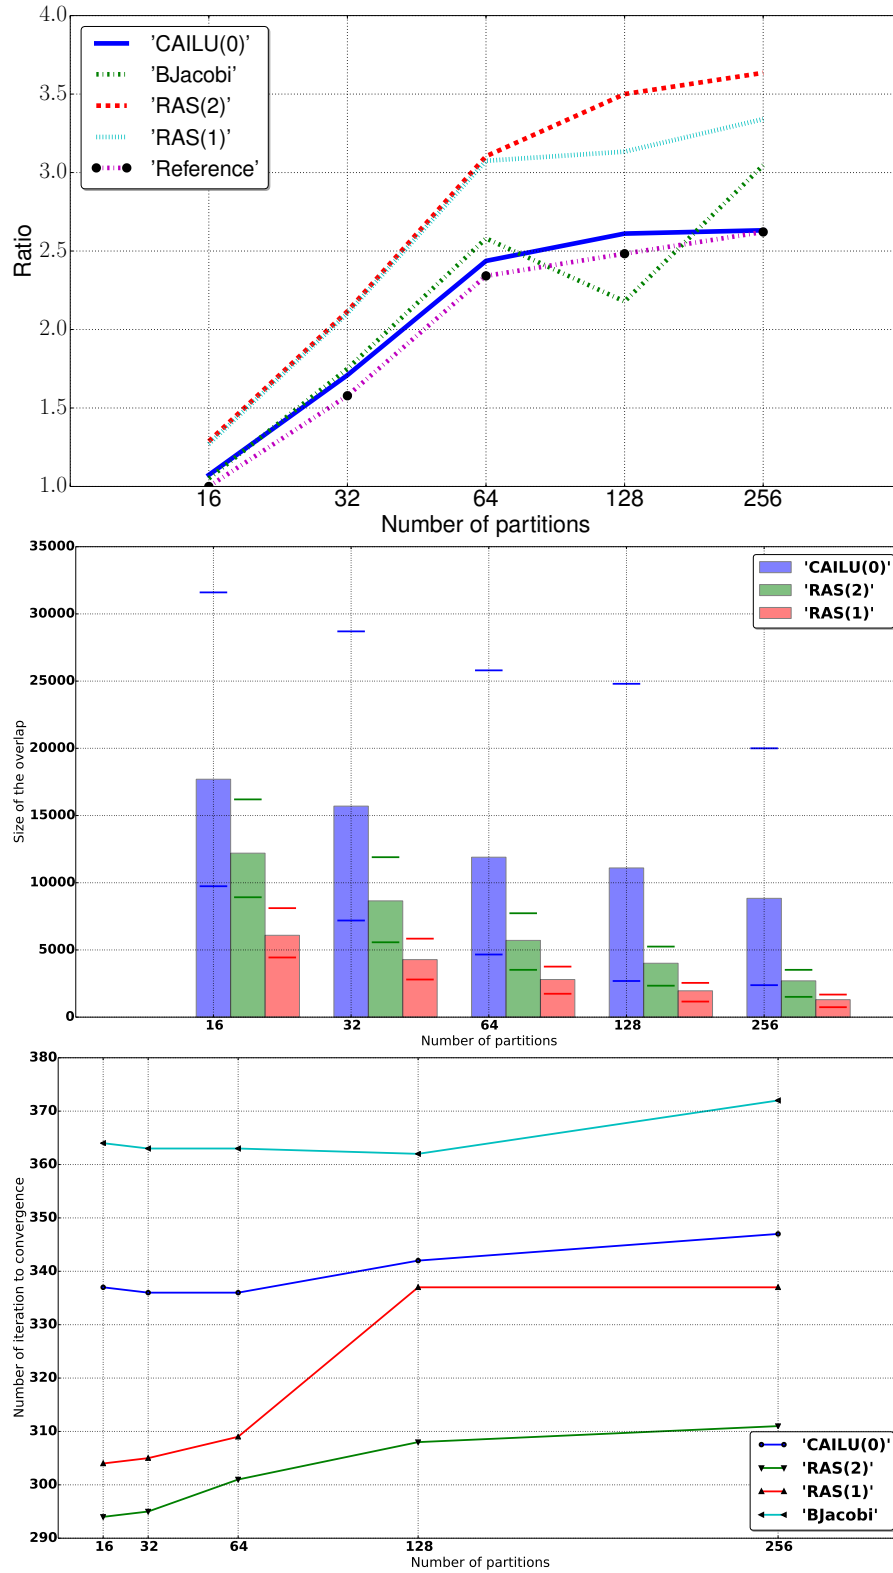 4.0
3.5
3.0
2.5
2.0
1.5
1.0
Ratio
'CAILU(0)'
'BJacobi'
'RAS(2)'
'RAS(1)'
'Reference'
16 32 64 128 256
Number of partitions
35000
30000
25000
20000
15000
10000
5000
0
Size of the overlap
'CAILU(0)'
'RAS(2)'
'RAS(1)'
16 32 64 128 256
Number of partitions
380
370
360
350
340
330
320
310
300
290
Number of iteration to convergence
'CAILU(0)'
'RAS(2)'
'RAS(1)'
'BJacobi'
16 32 64 128 256
Number of partitions